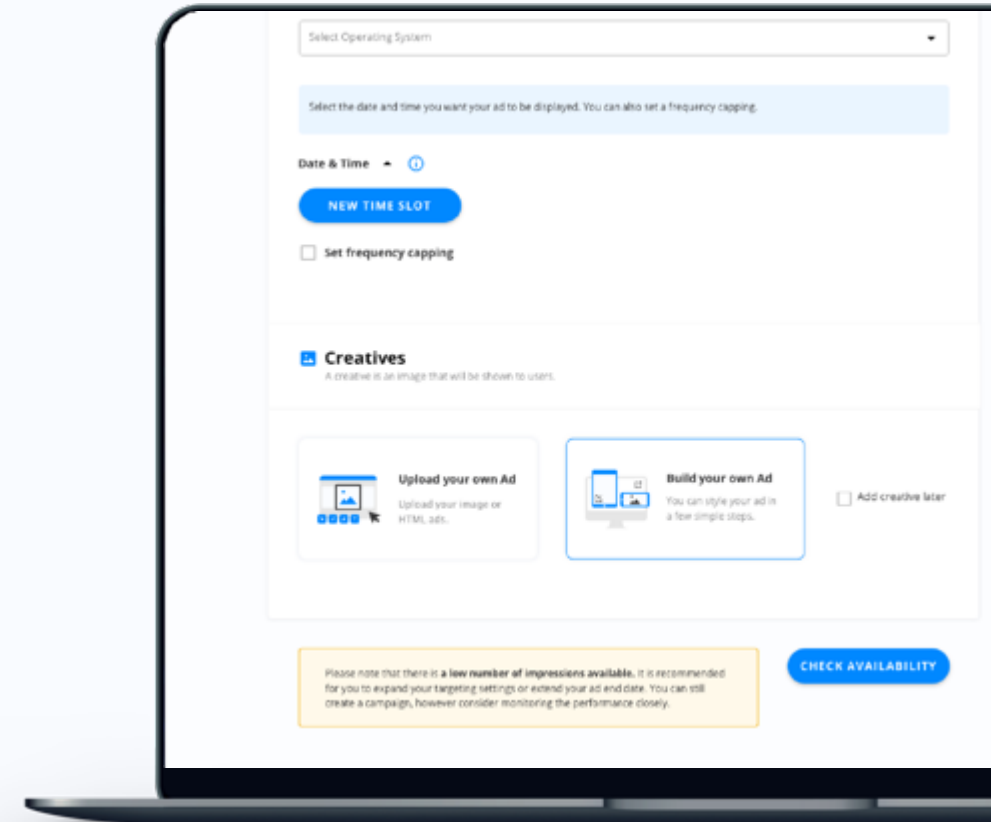 Select Operating System
Select the date and time you want your ad to be displayed. You can also set a frequency capping.
Date & Time
NEW TIME SLOT
Set frequency capping
Creatives
A creative is an image that will be shown to users.
Upload your own Ad
Upload your image or
HTML ads.
Build your own Ad
You can style your ad in
a few simple steps.
Add creative later
Please note that there is a low number of impressions available. It is recommended
for you to expand your targeting settings or extend your ad end date. You can still
create a campaign, however consider monitoring the performance closely.
CHECK AVAILABILITY